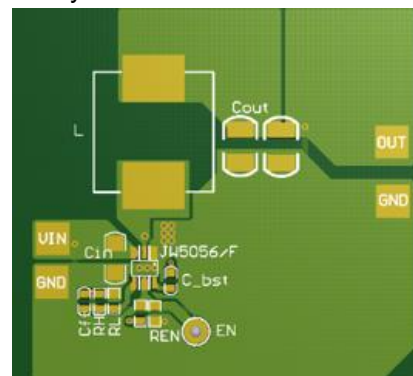 Cout
L
OUT
GND
VIN
Cin
JW5056/F
GND
C_bst
Cff
RH
RL
REN
EN